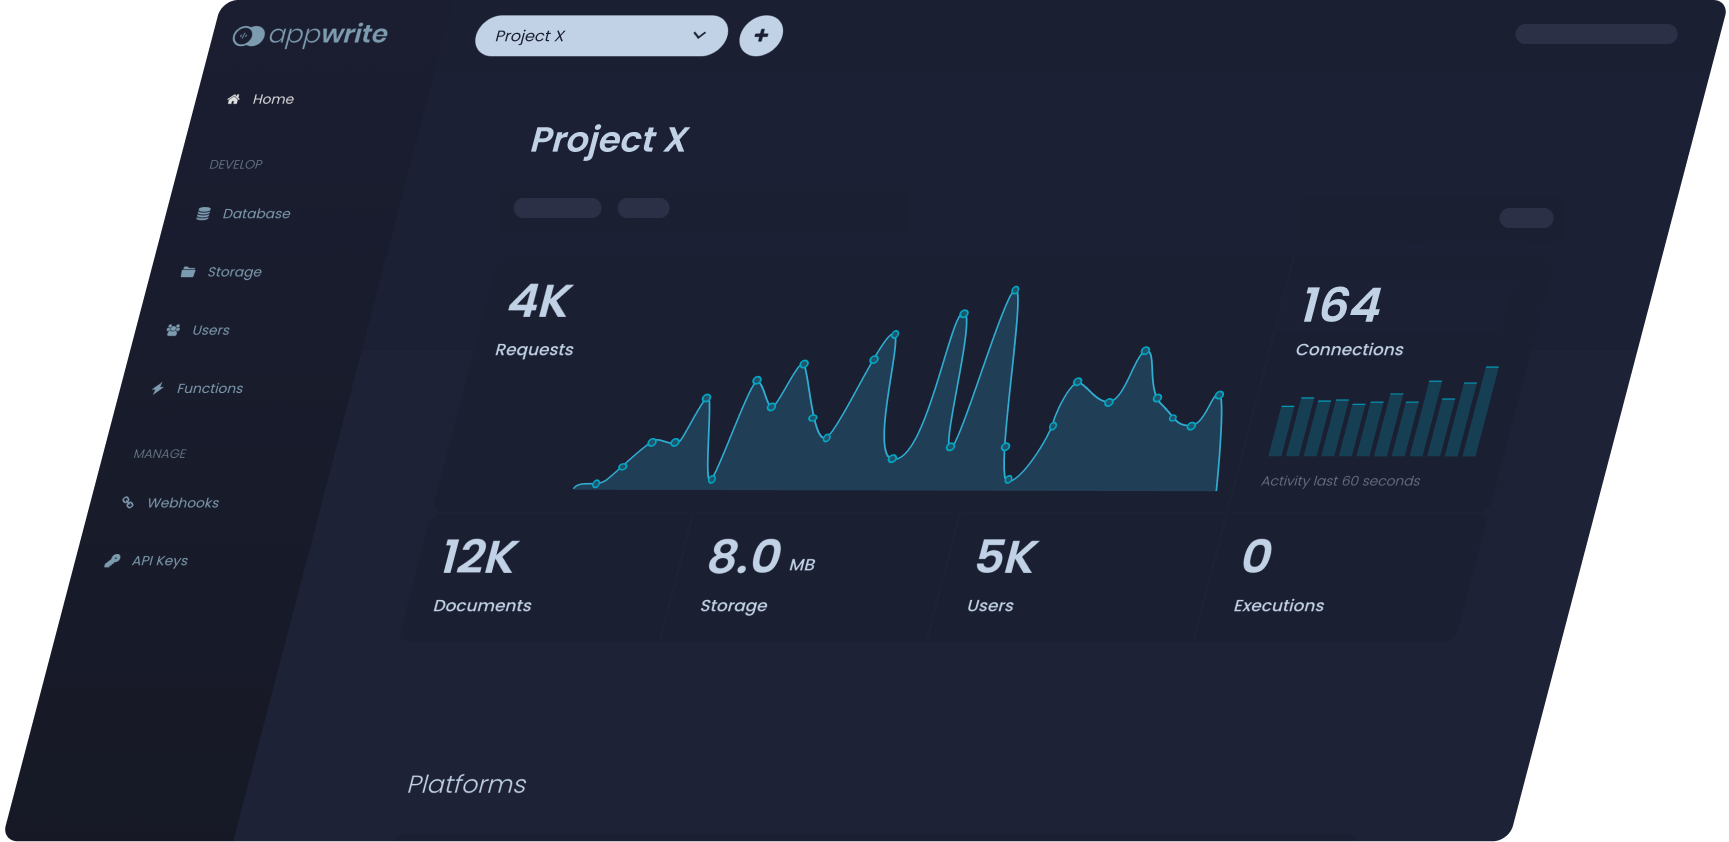 appwrite
Project X
Home
DEVELOP
Database
Storage
Users
Functions
MANAGE
Webhooks
API Keys
Project X
4K
Requests
164
Connections
Activity last 60 seconds
12K
Documents
8.0 MB
Storage
5K
Users
0
Executions
Platforms